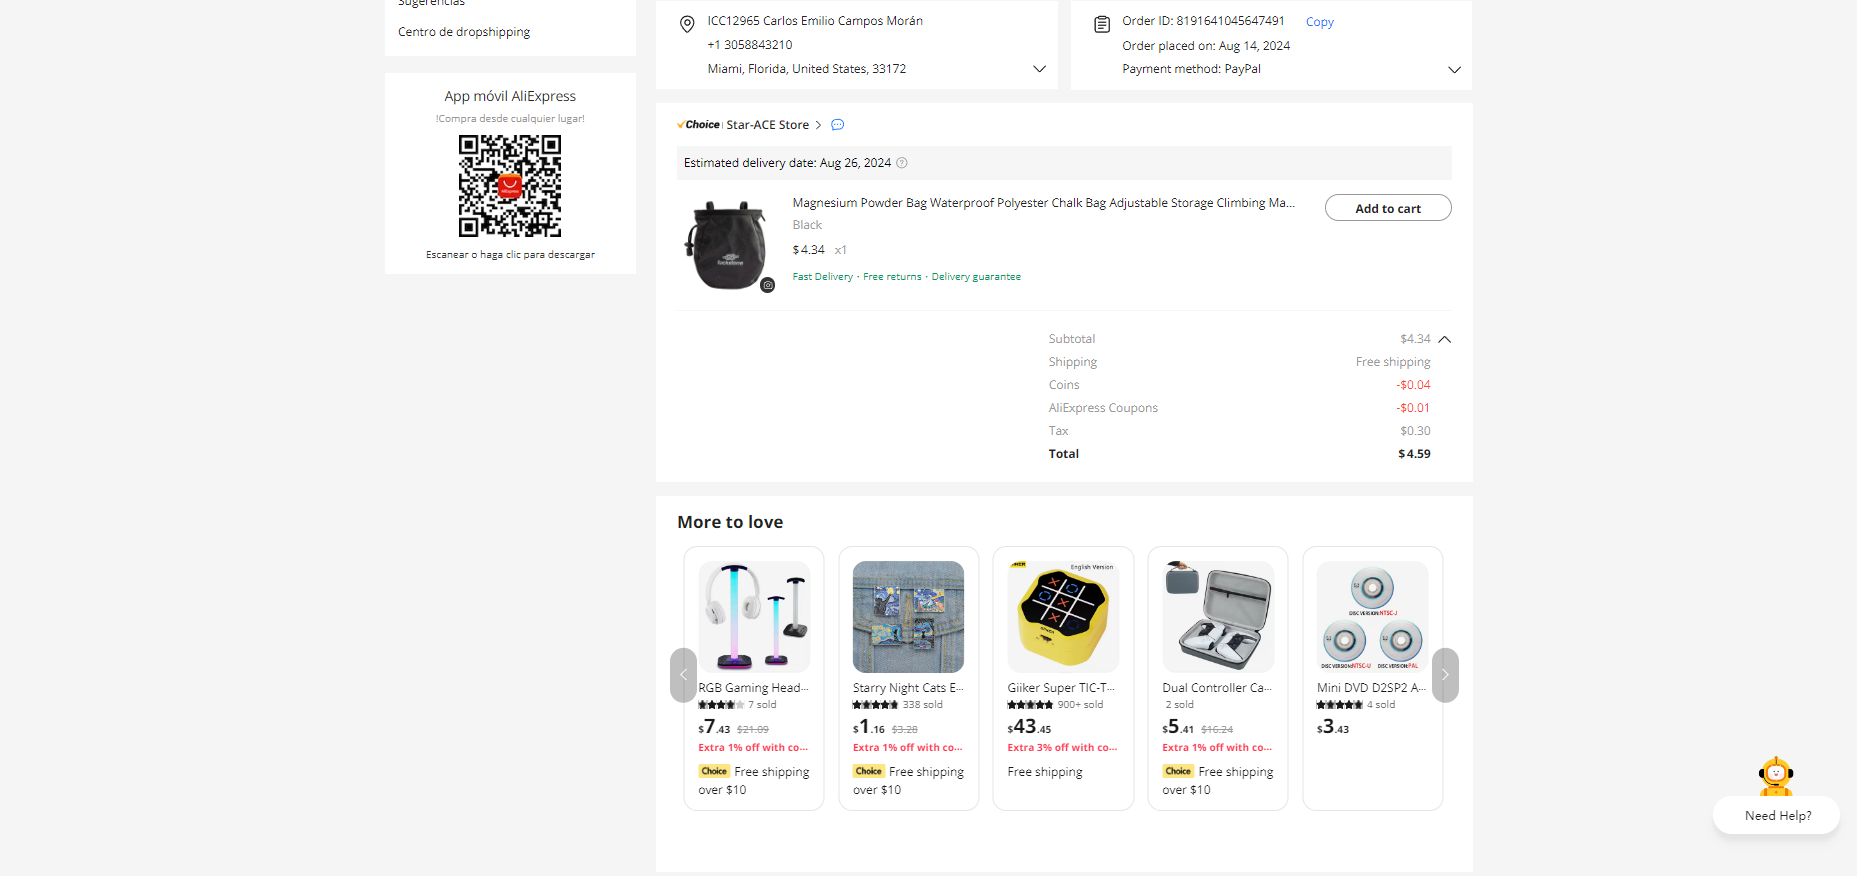 Sugerencias
Centro de dropshipping
App móvil AliExpress
!Compra desde cualquier lugar!
AliExpress
Escanear o haga clic para descargar
ICC12965 Carlos Emilio Campos Morán
+1 3058843210
Miami, Florida, United States, 33172
Order ID: 8191641045647491 Copy
Order placed on: Aug 14, 2024
Payment method: PayPal
Choice Star-ACE Store
Estimated delivery date: Aug 26, 2024
Magnesium Powder Bag Waterproof Polyester Chalk Bag Adjustable Storage Climbing Ma...
Add to cart
Black
$4.34 x1
Fast Delivery · Free returns · Delivery guarantee
Subtotal $4.34
Shipping Free shipping
Coins -$0.04
AliExpress Coupons -$0.01
Tax $0.30
Total $4.59
More to love
RGB Gaming Head...
7 sold
$7.43 $21.09
Extra 1% off with co...
Choice Free shipping
over $10
Starry Night Cats E...
338 sold
$1.16 $3.28
Extra 1% off with co...
Choice Free shipping
over $10
English Version
Giiker Super TIC-T...
900+ sold
$43.45
Extra 3% off with co...
Free shipping
Dual Controller Ca...
2 sold
$5.41 $16.24
Extra 1% off with co...
Choice Free shipping
over $10
DISC VERSION:NTSC-J
DISC VERSION:NTSC-U DISC VERSION:PAL
Mini DVD D2SP2 A...
4 sold
$3.43
Need Help?